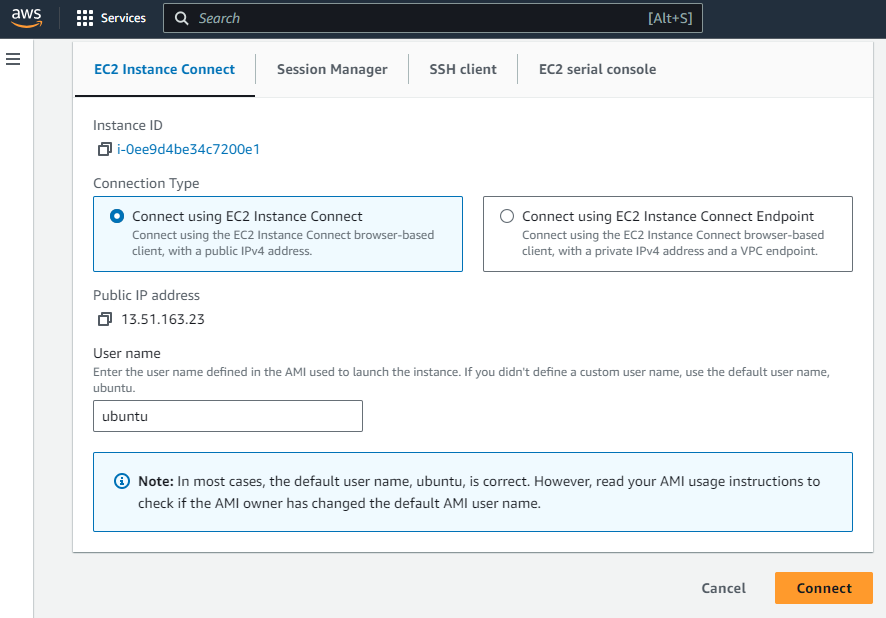 aws
Services
Search
[Alt+S]
EC2 Instance Connect
Session Manager
SSH client
EC2 serial console
Instance ID
i-0ee9d4be34c7200e1
Connection Type
Connect using EC2 Instance Connect
Connect using the EC2 Instance Connect browser-based
client, with a public IPv4 address.
Connect using EC2 Instance Connect Endpoint
Connect using the EC2 Instance Connect browser-based
client, with a private IPv4 address and a VPC endpoint.
Public IP address
13.51.163.23
User name
Enter the user name defined in the AMI used to launch the instance. If you didn't define a custom user name, use the default user name,
ubuntu.
ubuntu
Note: In most cases, the default user name, ubuntu, is correct. However, read your AMI usage instructions to
check if the AMI owner has changed the default AMI user name.
Cancel
Connect